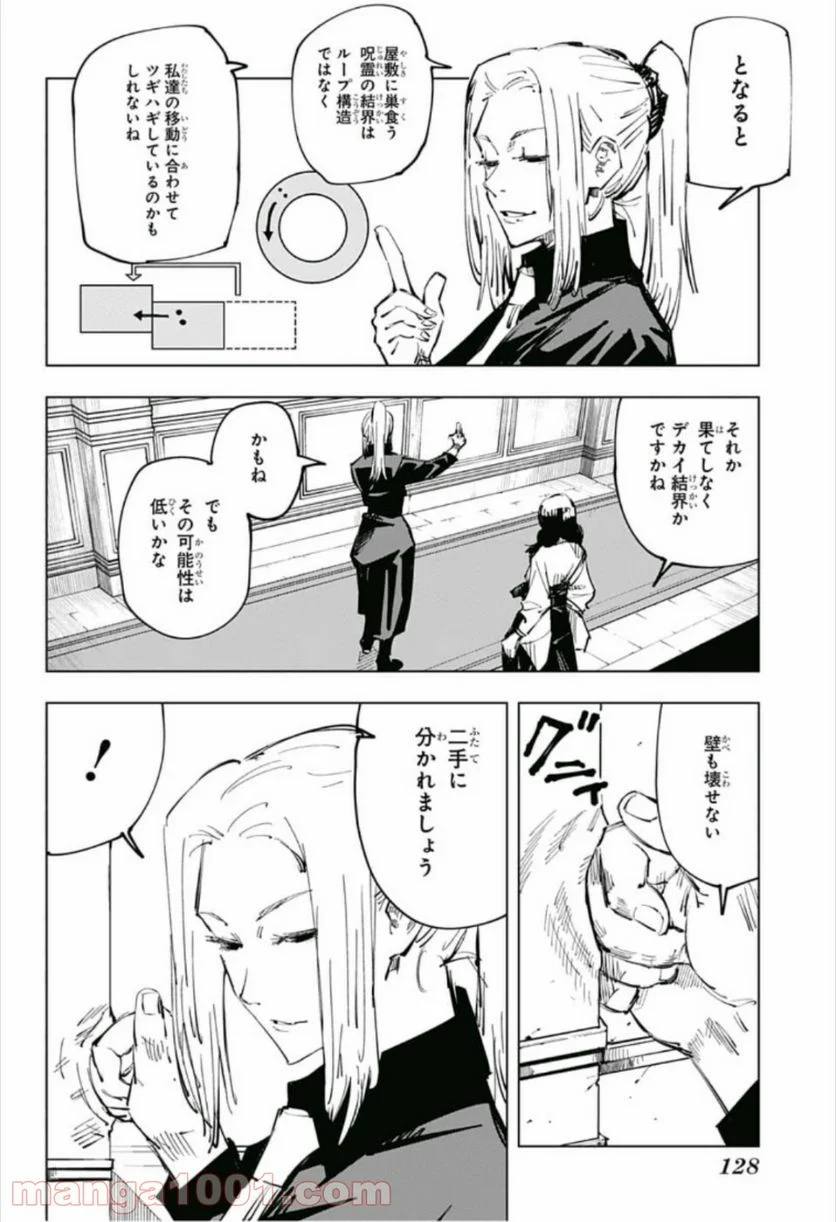 となると
屋敷に巣食う
呪霊の結界は
ループ構造
ではなく
私達の移動に合わせて
ツギハギしているのかも
しれないね
それか
果てしなく
デカイ結界か
ですかね
かもね
でも
その可能性は
低いかな
壁も壊せない
グニィ
二手に
分かれましょう
！
128
manga1001.com